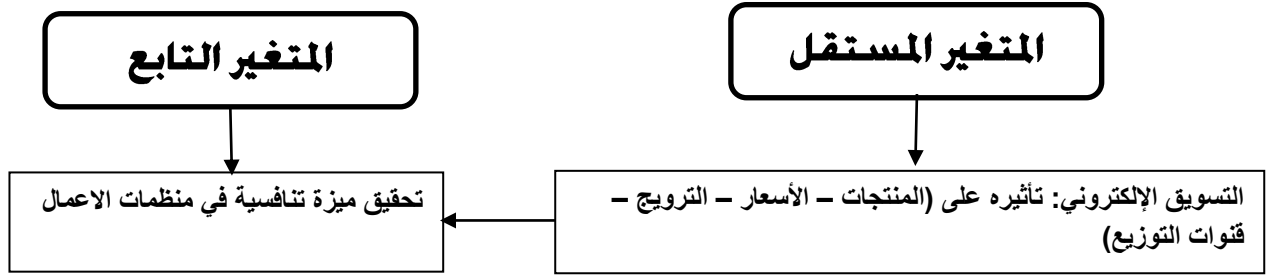 المتغير المستقل
المتغير التابع
التسويق الإلكتروني: تأثيره على (المنتجات – الأسعار – الترويج –
قنوات التوزيع)
تحقيق ميزة تنافسية في منظمات الاعمال